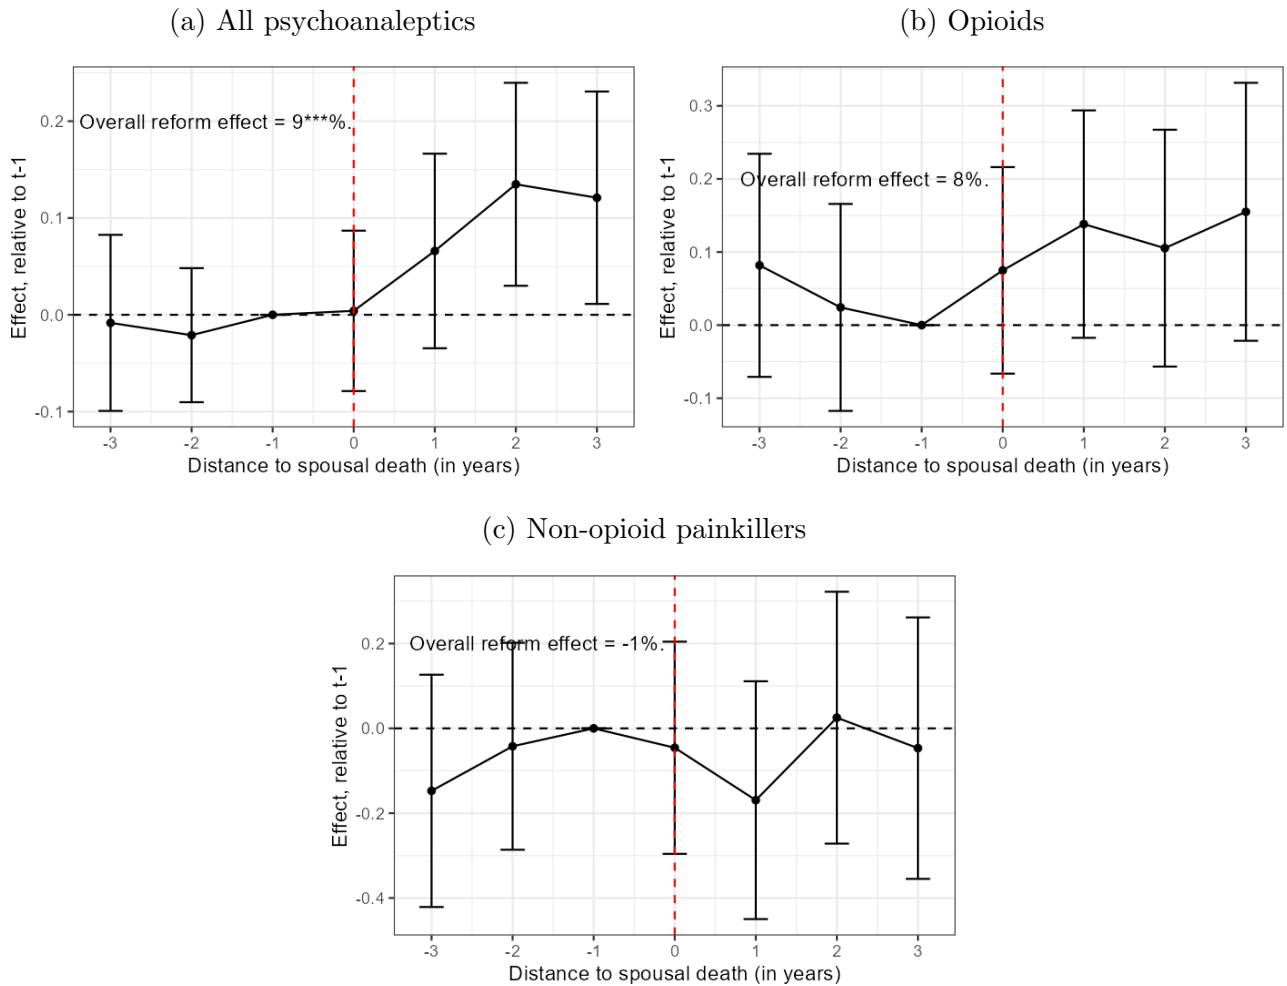 (a) All psychoanaleptics
Overall reform effect = 9***%.
Effect, relative to t-1
0.2
0.1
0.0
-0.1
-3 -2 -1 0 1 2 3
Distance to spousal death (in years)
(b) Opioids
Overall reform effect = 8%.
Effect, relative to t-1
0.3
0.2
0.1
0.0
-0.1
-3 -2 -1 0 1 2 3
Distance to spousal death (in years)
(c) Non-opioid painkillers
Overall reform effect = -1%.
Effect, relative to t-1
0.2
0.0
-0.2
-0.4
-3 -2 -1 0 1 2 3
Distance to spousal death (in years)